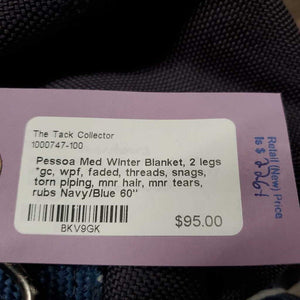 The Tack Collector
1000747-100
Pessoa Med Winter Blanket, 2 legs
*gc, wpf, faded, threads, snags,
torn piping, mnr hair, mnr tears,
rubs Navy/Blue 60"
$95.00
BKV9GK
Retail (New) Price
is $